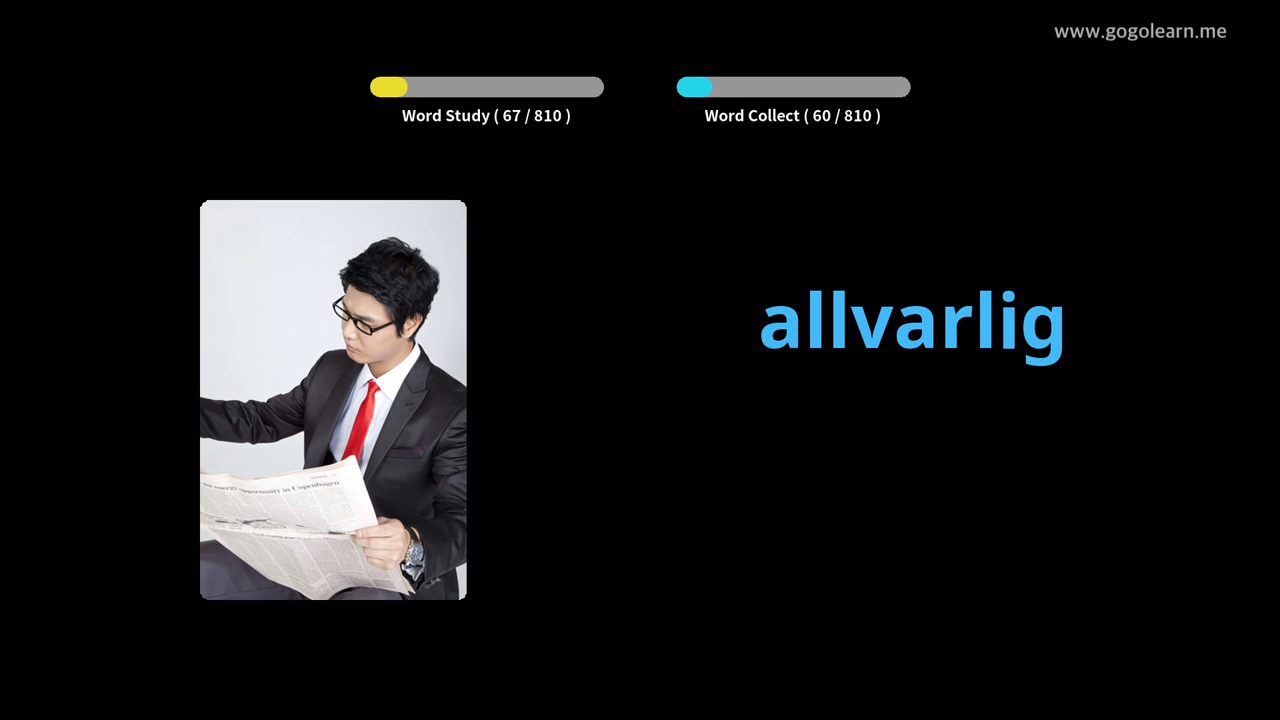 www.gogolearn.me
Word Study ( 67 / 810 )
Word Collect ( 60 / 810 )
allvarlig
opportunity in Copenhagen